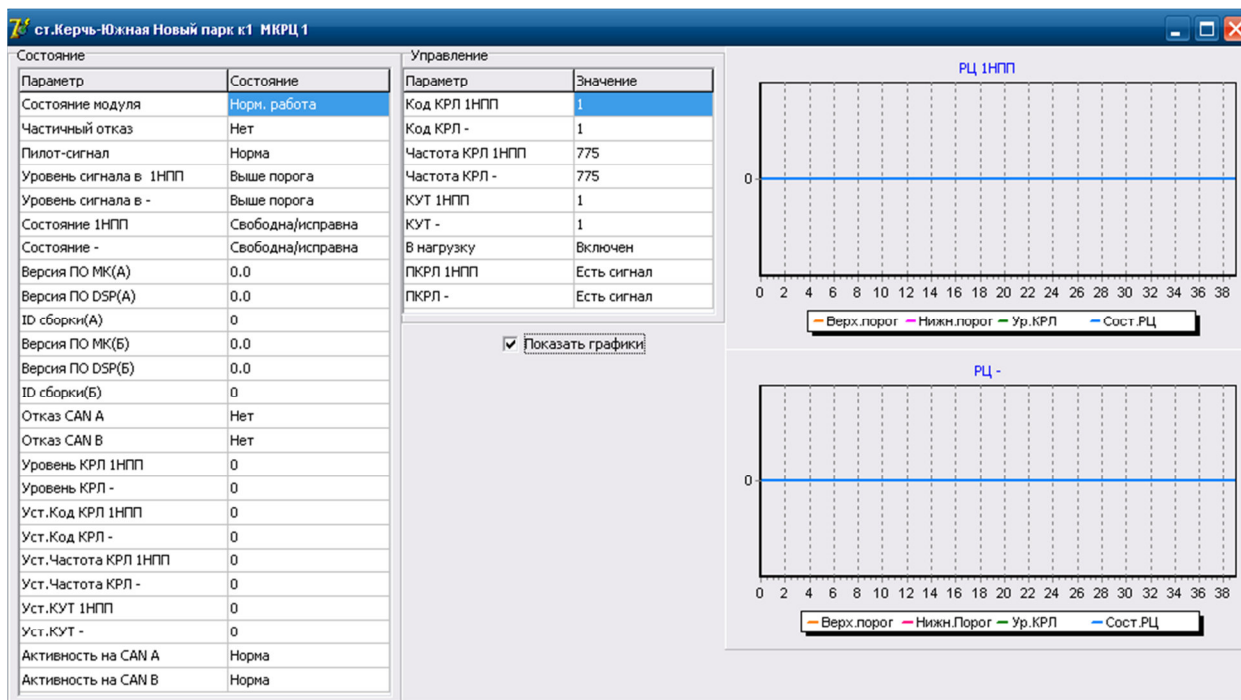 ст.Керчь-Южная Новый парк к1 МКРЦ 1
Состояние
Параметр Состояние
Состояние модуля Норм. работа
Частичный отказ Нет
Пилот-сигнал Норма
Уровень сигнала в 1НПП Выше порога
Уровень сигнала в - Выше порога
Состояние 1НПП Свободна/исправна
Состояние - Свободна/исправна
Версия ПО МК(А) 0.0
Версия ПО DSP(А) 0.0
ID сборки(А) 0
Версия ПО МК(Б) 0.0
Версия ПО DSP(Б) 0.0
ID сборки(Б) 0
Отказ CAN A Нет
Отказ CAN B Нет
Уровень КРЛ 1НПП 0
Уровень КРЛ - 0
Уст.Код КРЛ 1НПП 0
Уст.Код КРЛ - 0
Уст.Частота КРЛ 1НПП 0
Уст.Частота КРЛ - 0
Уст.КУТ 1НПП 0
Уст.КУТ - 0
Активность на CAN A Норма
Активность на CAN B Норма
Управление
Параметр Значение
Код КРЛ 1НПП 1
Код КРЛ - 1
Частота КРЛ 1НПП 775
Частота КРЛ - 775
КУТ 1НПП 1
КУТ - 1
В нагрузку Включен
ПКРЛ 1НПП Есть сигнал
ПКРЛ - Есть сигнал
Показать графики
РЦ 1НПП
0
0 2 4 6 8 10 12 14 16 18 20 22 24 26 28 30 32 34 36 38
Верх.порог Нижн.порог Ур.КРЛ Сост.РЦ
РЦ -
0
0 2 4 6 8 10 12 14 16 18 20 22 24 26 28 30 32 34 36 38
Верх.порог Нижн.Порог Ур.КРЛ Сост.РЦ